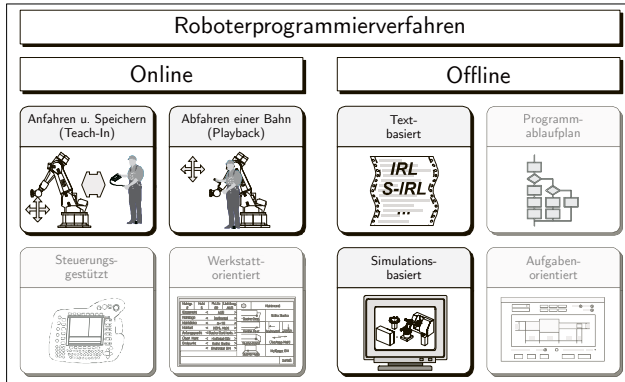 Roboterprogrammierverfahren
Online
Offline
Anfahren u. Speichern
(Teach-In)
Abfahren einer Bahn
(Playback)
Text-
basiert
Programm-
ablaufplan
IRL
S-IRL
...
Steuerungs-
gestützt
Werkstatt-
orientiert
Simulations-
basiert
Aufgaben-
orientiert